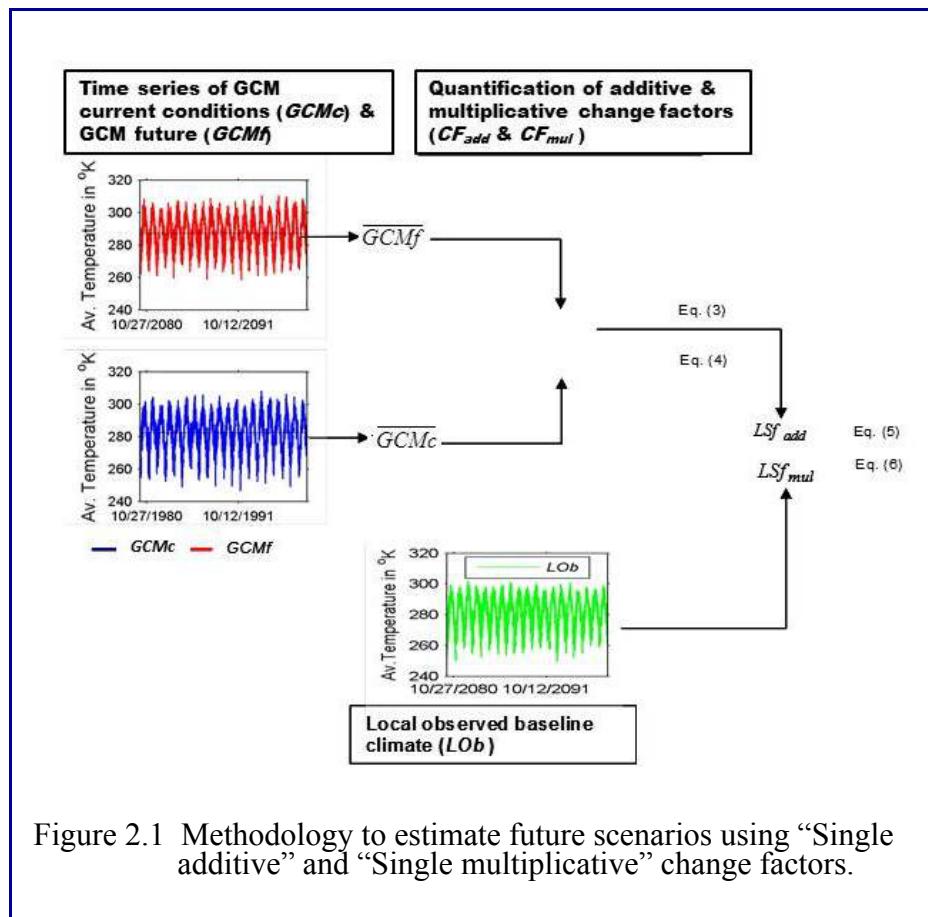 Time series of GCM
current conditions (GCMc) &
GCM future (GCMf)
Quantification of additive &
multiplicative change factors
(CFadd & CFmul )
Av. Temperature in °K
320
300
280
260
240
10/27/2080 10/12/2091
GCMf
Eq. (3)
Eq. (4)
Av. Temperature in °K
320
300
280
260
240
10/27/1980 10/12/1991
GCMc
LSf add Eq. (5)
LSf mul Eq. (6)
GCMc GCMf
Av.Temperature in °K
320
300
280
260
240
LOb
10/27/2080 10/12/2091
Local observed baseline
climate (LOb )
Figure 2.1 Methodology to estimate future scenarios using “Single
additive” and “Single multiplicative” change factors.